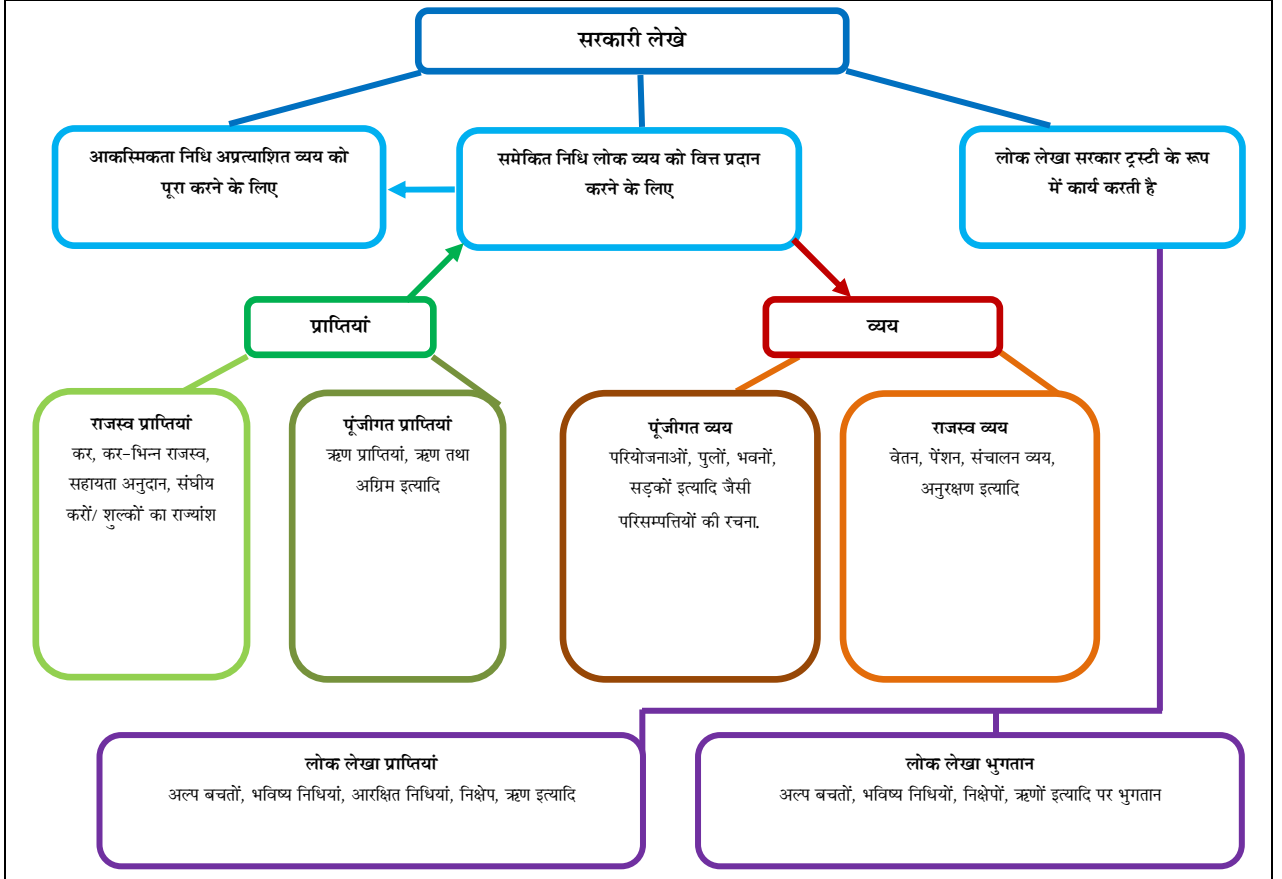 सरकारी लेखे
आकस्मिकता निधि अप्रत्याशित व्यय को
पूरा करने के लिए
समेकित निधि लोक व्यय को वित्त प्रदान
करने के लिए
लोक लेखा सरकार ट्रस्टी के रूप
में कार्य करती है
प्राप्तियां
व्यय
राजस्व प्राप्तियां
कर, कर-भिन्न राजस्व,
सहायता अनुदान, संघीय
करों/ शुल्कों का राज्यांश
पूंजीगत प्राप्तियां
ऋण प्राप्तियां, ऋण तथा
अग्रिम इत्यादि
पूंजीगत व्यय
परियोजनाओं, पुलों, भवनों,
सड़कों इत्यादि जैसी
परिसम्पत्तियों की रचना.
राजस्व व्यय
वेतन, पेंशन, संचालन व्यय,
अनुरक्षण इत्यादि
लोक लेखा प्राप्तियां
अल्प बचतों, भविष्य निधियां, आरक्षित निधियां, निक्षेप, ऋण इत्यादि
लोक लेखा भुगतान
अल्प बचतों, भविष्य निधियों, निक्षेपों, ऋणों इत्यादि पर भुगतान